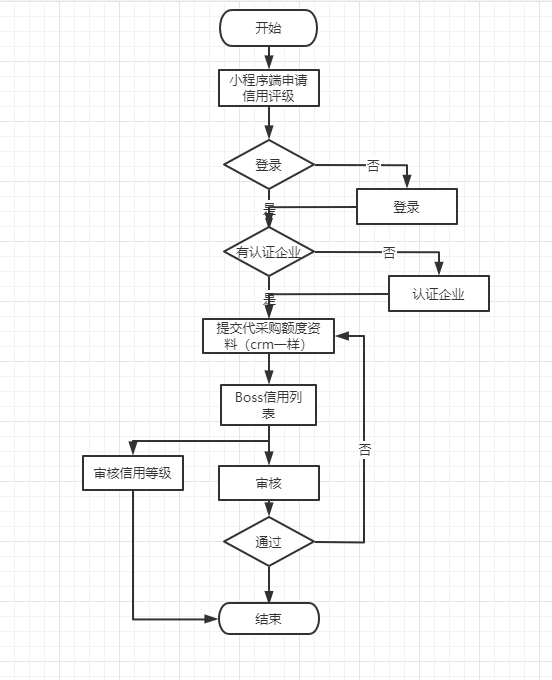 开始
小程序端申请
信用评级
登录
否
登录
是
有认证企业
否
认证企业
是
提交代采购额度资
料（crm一样）
Boss信用列
表
否
审核信用等级
审核
通过
结束